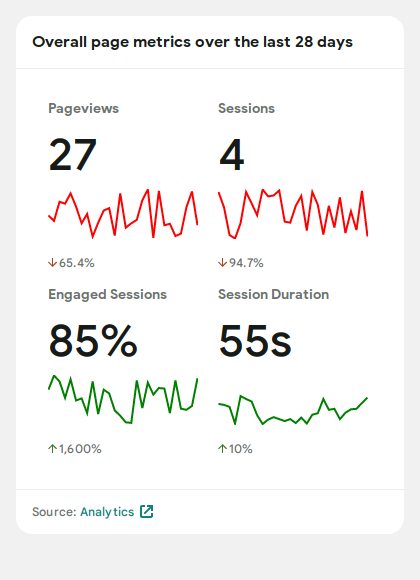 Overall page metrics over the last 28 days
Pageviews
27
65.4%
Sessions
4
94.7%
Engaged Sessions
85%
1,600%
Session Duration
55s
10%
Source: Analytics